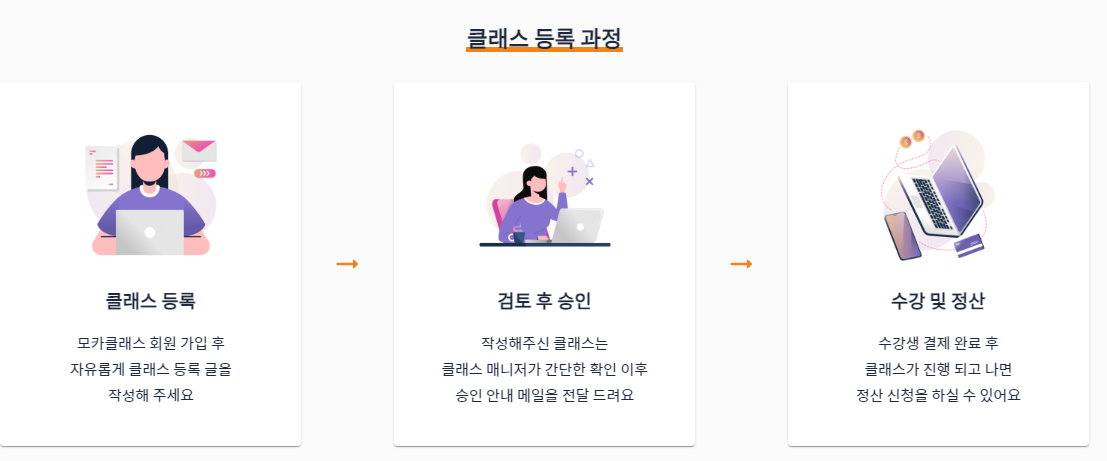 클래스 등록 과정
클래스 등록
모카클래스 회원 가입 후
자유롭게 클래스 등록 글을
작성해 주세요
검토 후 승인
작성해주신 클래스는
클래스 매니저가 간단한 확인 이후
승인 안내 메일을 전달 드려요
수강 및 정산
수강생 결제 완료 후
클래스가 진행 되고 나면
정산 신청을 하실 수 있어요